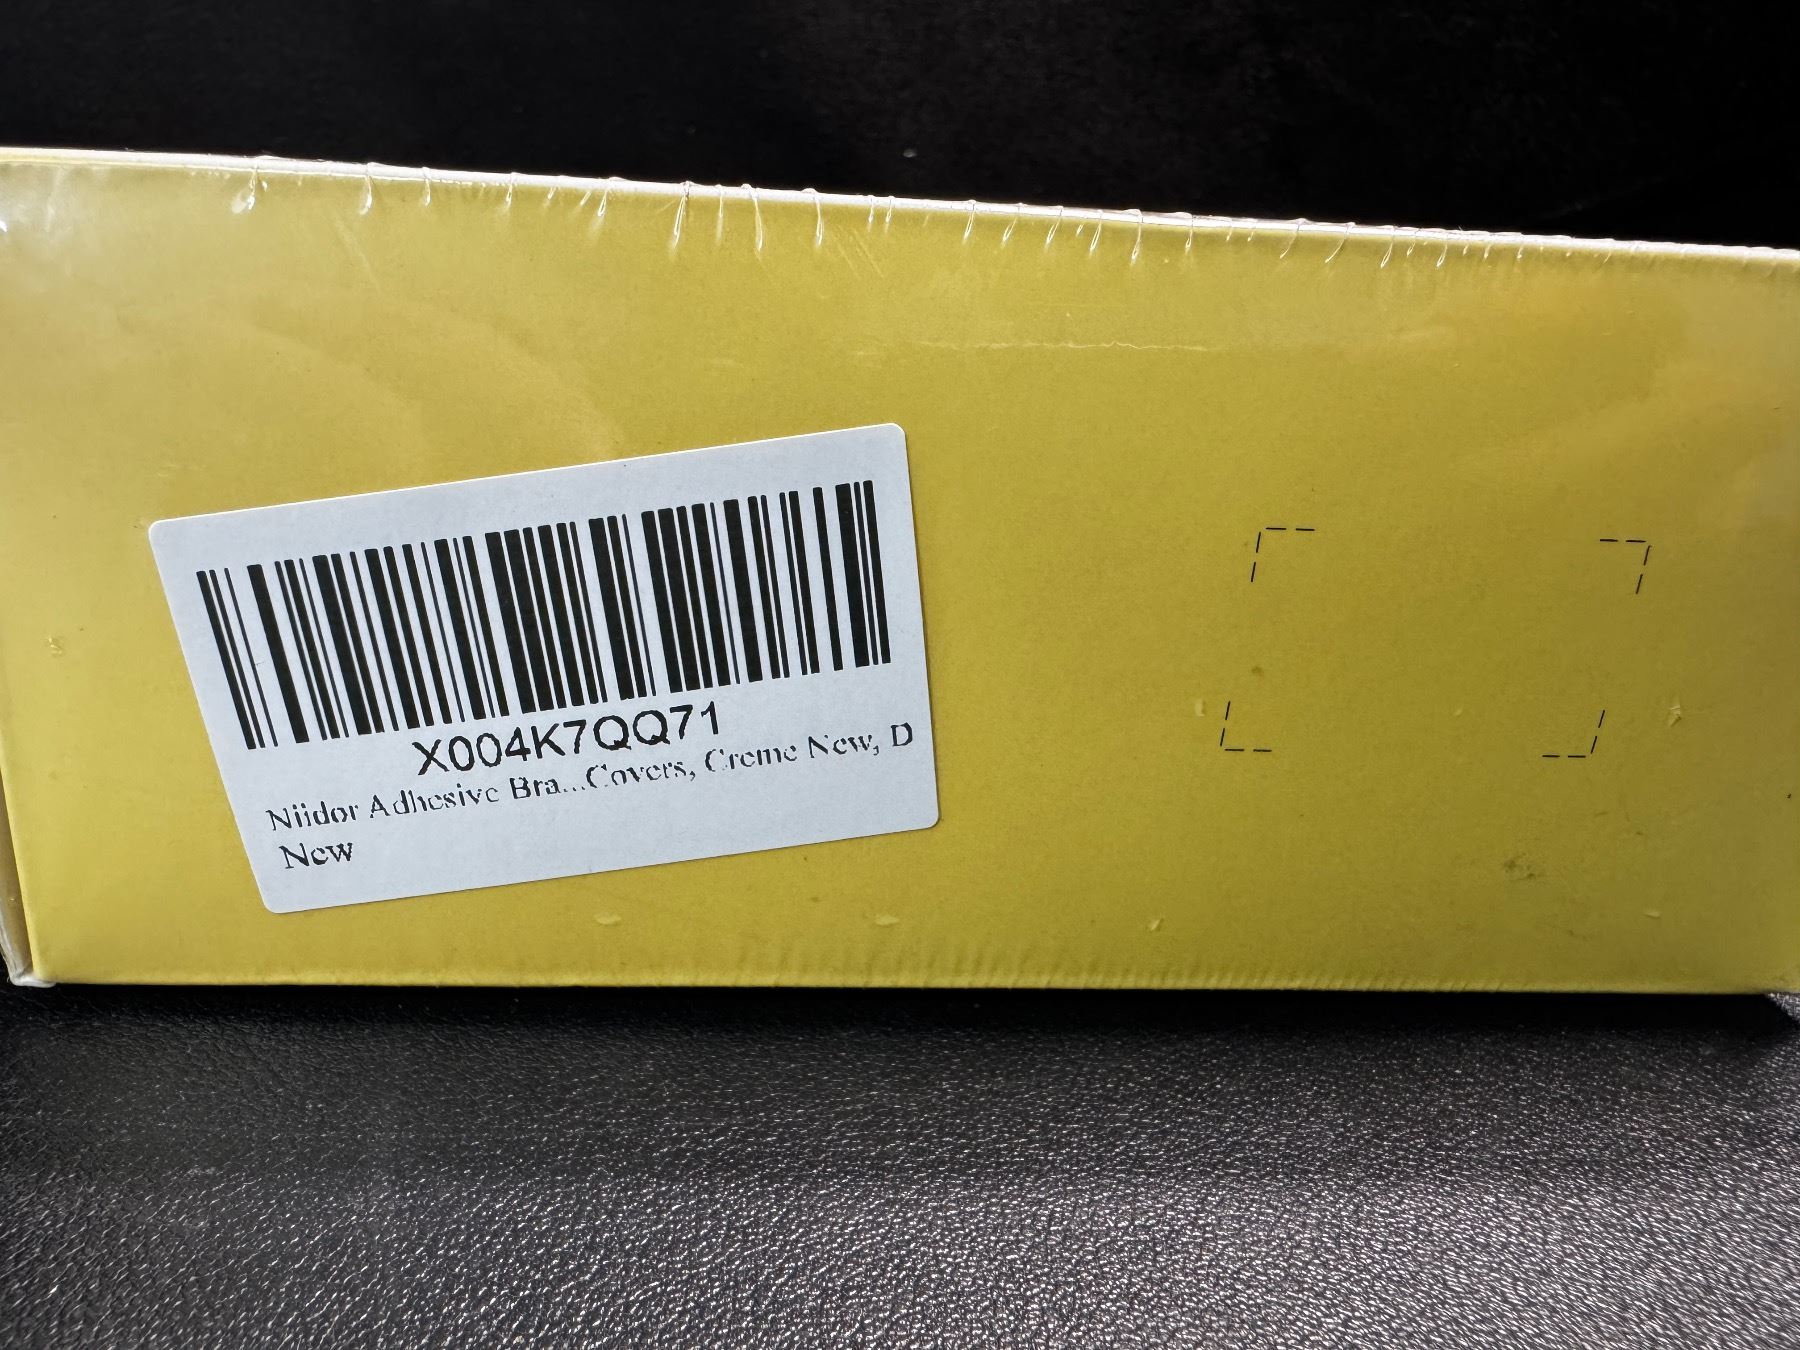 X004K7QQ71
Niidor Adhesive Bra...Covers, Creme New, D
New